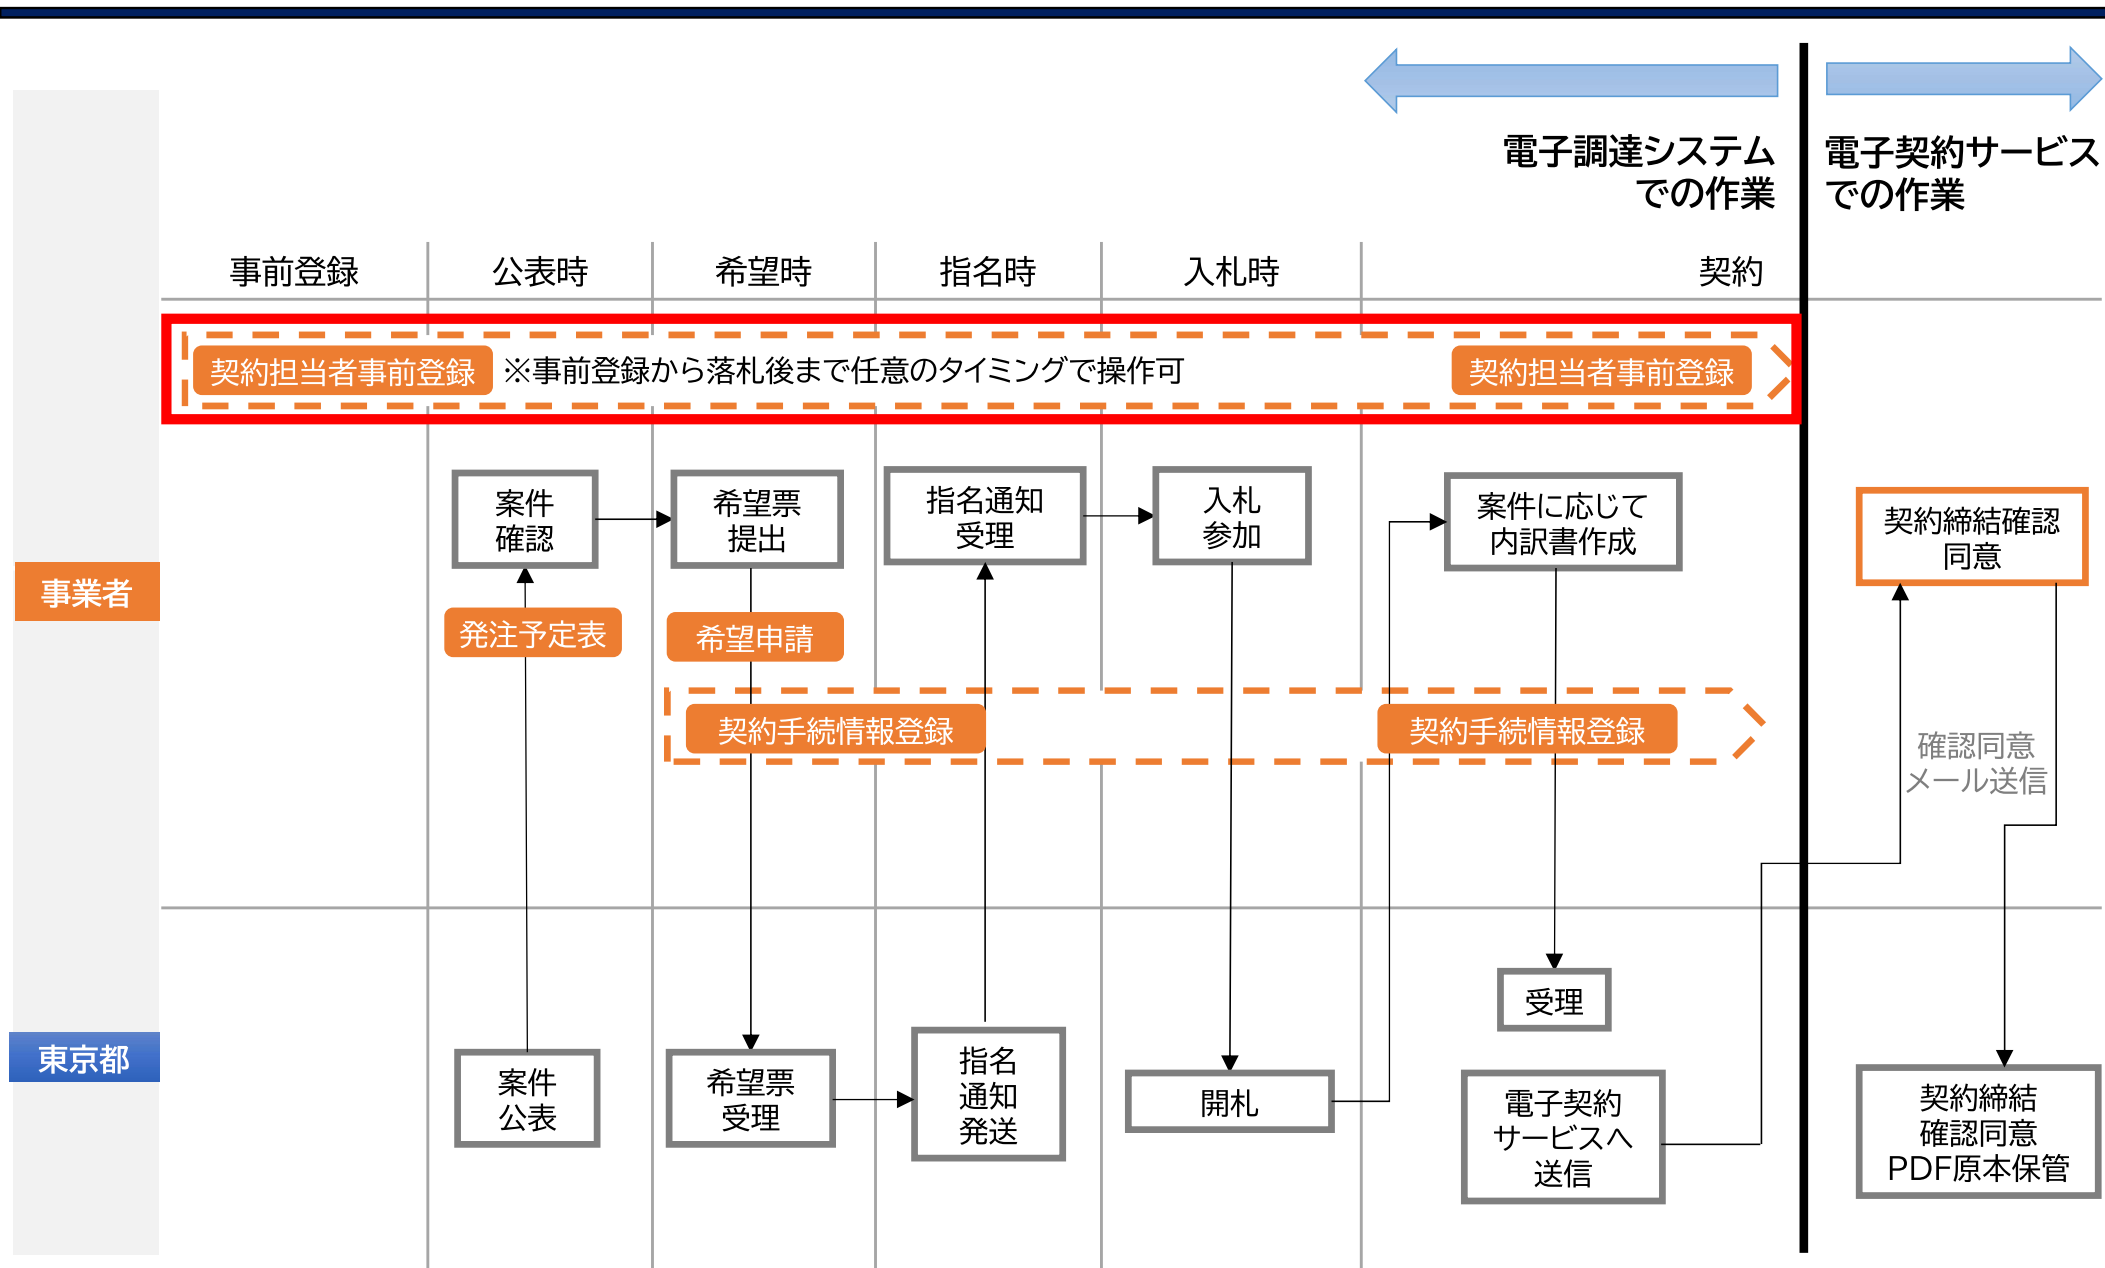 電子調達システム
での作業
電子契約サービス
での作業
事前登録
公表時
希望時
指名時
入札時
契約
契約担当者事前登録
※事前登録から落札後まで任意のタイミングで操作可
契約担当者事前登録
事業者
案件
確認
希望票
提出
指名通知
受理
入札
参加
案件に応じて
内訳書作成
契約締結確認
同意
発注予定表
希望申請
契約手続情報登録
契約手続情報登録
確認同意
メール送信
東京都
案件
公表
希望票
受理
指名
通知
発送
開札
受理
電子契約
サービスへ
送信
契約締結
確認同意
PDF原本保管